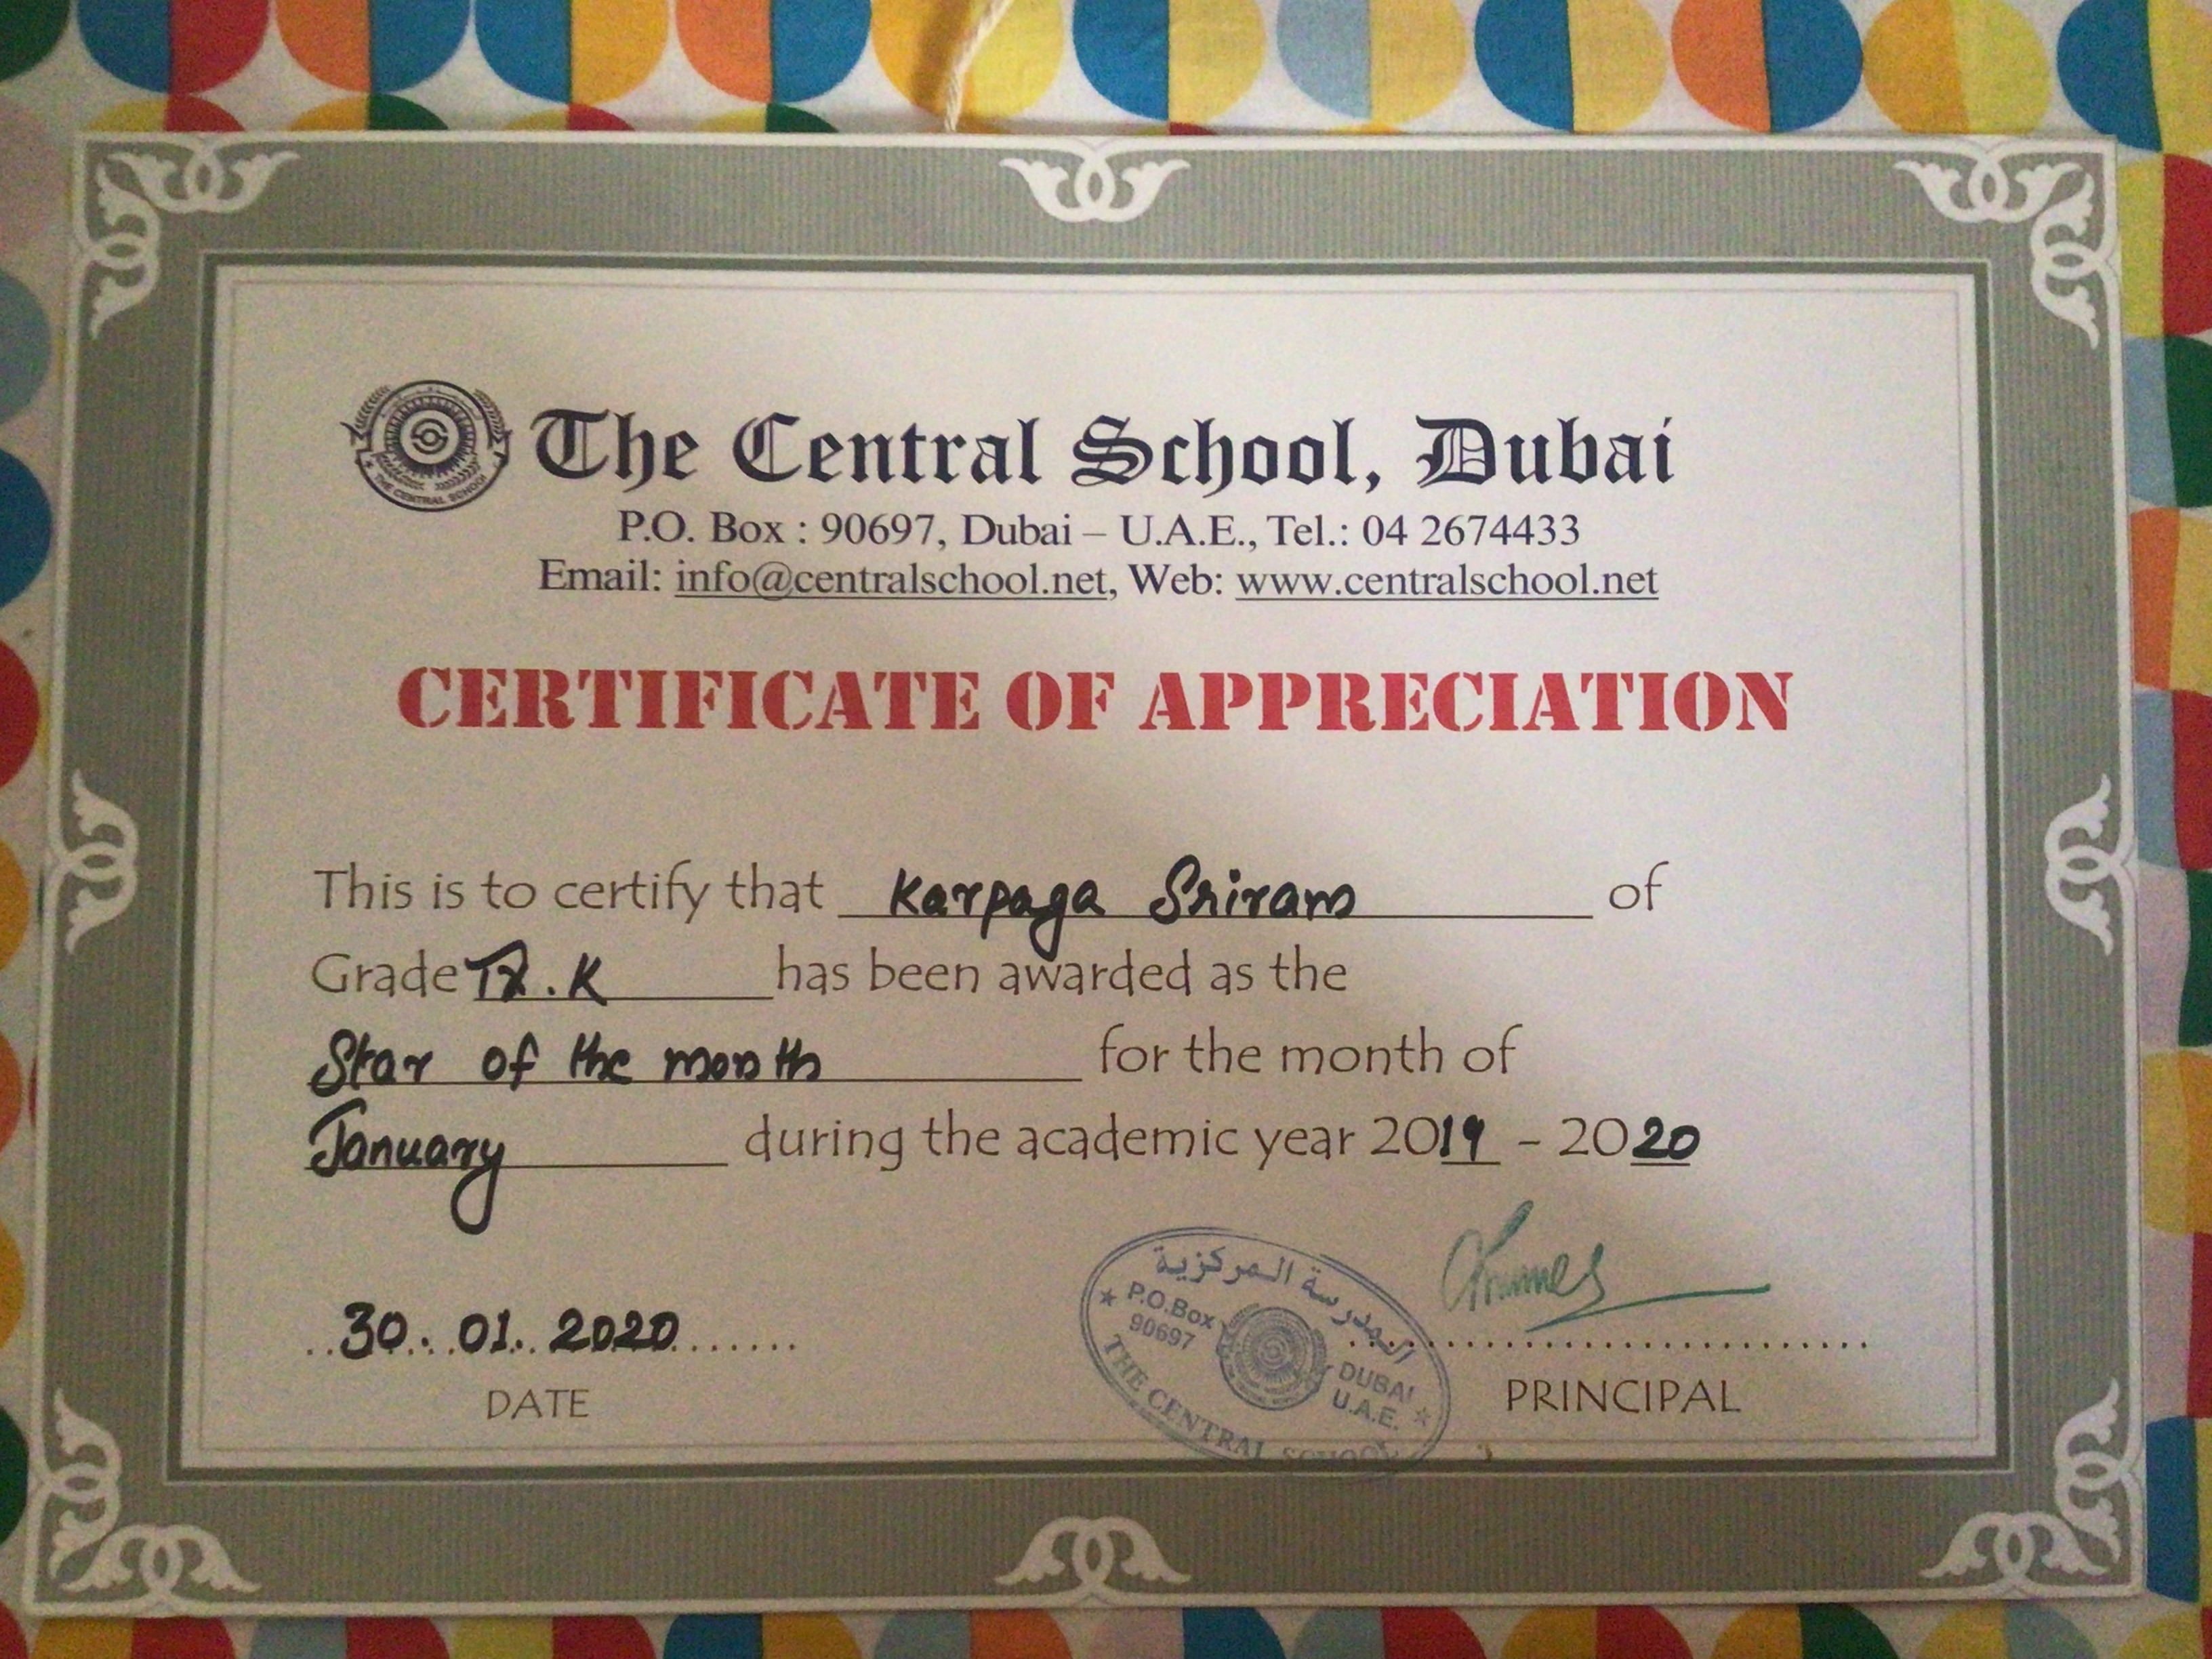 The Central School, Dubai
P.O. Box : 90697, Dubai – U.A.E., Tel.: 04 2674433
Email: info@centralschool.net, Web: www.centralschool.net
CERTIFICATE OF APPRECIATION
This is to certify that Karpaga Sriram of
Grade IX.K has been awarded as the
Star of the month for the month of
January during the academic year 2019 - 2020
30. 01. 2020
DATE
المدرسة المركزية
P.O.Box
90697
DUBAI
U.A.E.
THE CENTRAL SCHOOL
PRINCIPAL
THE CENTRAL SCHOOL